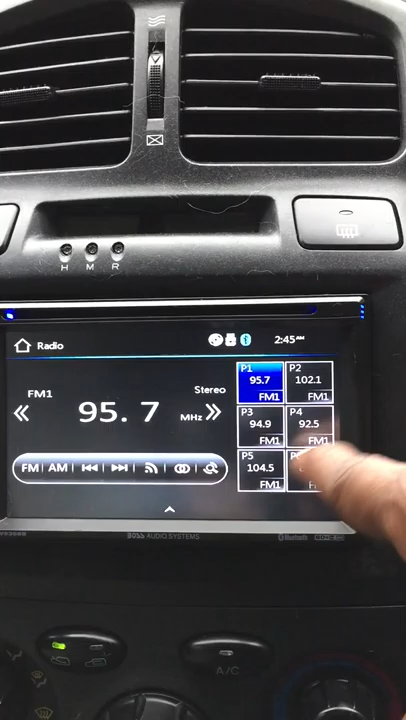 H M R
Radio
2:45AM
FM1
95.7
MHz
Stereo
P1
95.7
FM1
P2
102.1
FM1
P3
94.9
FM1
P4
92.5
FM1
P5
104.5
FM1
FM AM
BOSS AUDIO SYSTEMS
Bluetooth
A/C